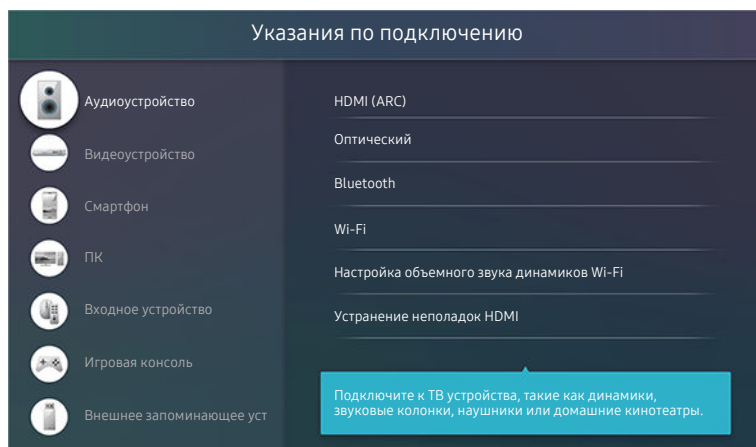 Указания по подключению
Аудиоустройство
Видеоустройство
Смартфон
ПК
Входное устройство
Игровая консоль
Внешнее запоминающее уст
HDMI (ARC)
Оптический
Bluetooth
Wi-Fi
Настройка объемного звука динамиков Wi-Fi
Устранение неполадок HDMI
Подключите к ТВ устройства, такие как динамики,
звуковые колонки, наушники или домашние кинотеатры.